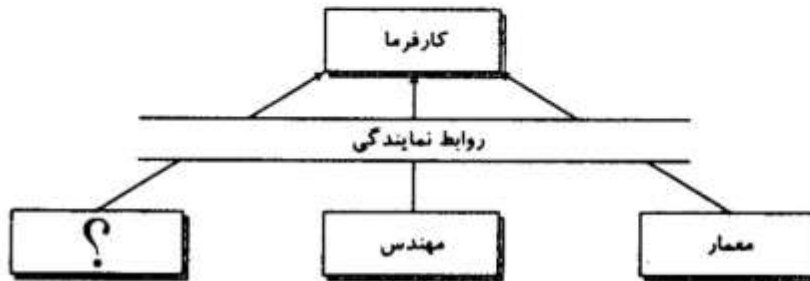 کارفرما
روابط نمایندگی
معمار
مهندس
؟